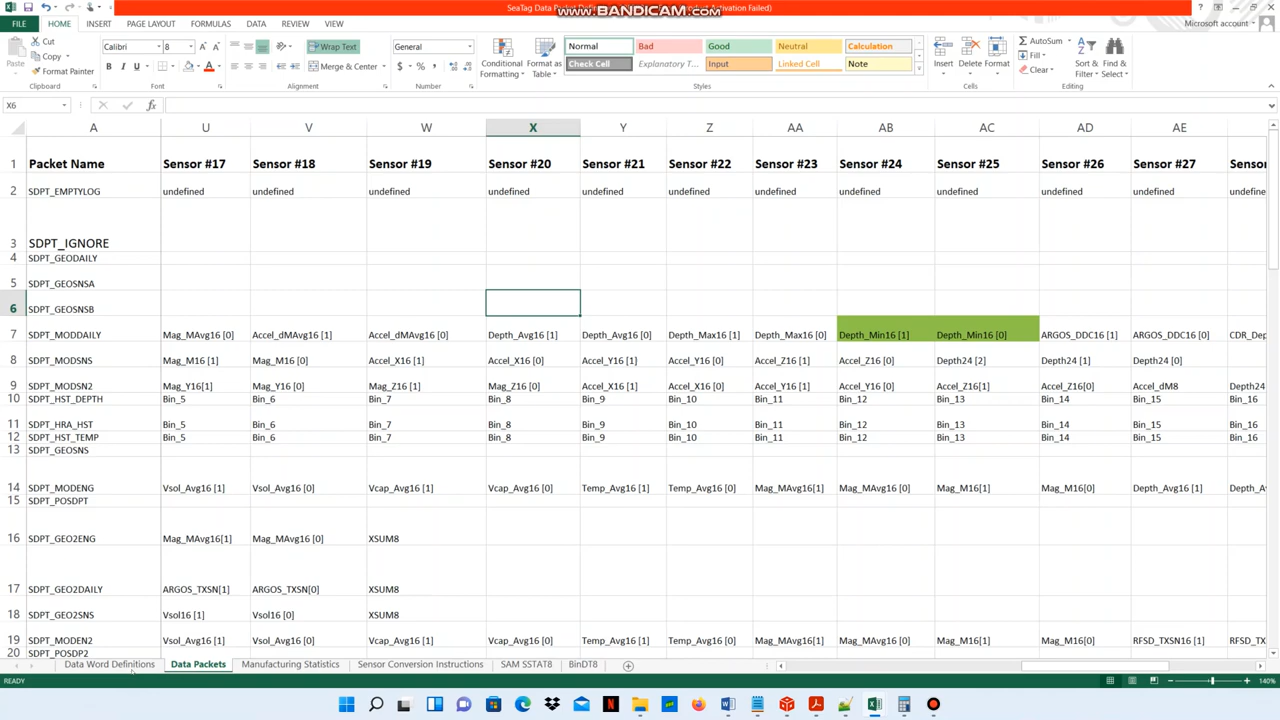 SeaTag Data Packet Def
www.BANDICAM.com
Activation Failed)
FILE HOME INSERT PAGE LAYOUT FORMULAS DATA REVIEW VIEW
Microsoft account
Paste
Cut
Copy
Format Painter
Clipboard
Calibri 8
B I U
Font
Wrap Text
Merge & Center
Alignment
General
$ % ,
Number
Conditional Formatting
Format as Table
Normal Bad Good Neutral Calculation
Check Cell Explanatory T... Input Linked Cell Note
Styles
Insert Delete Format
Cells
AutoSum
Fill
Clear
Sort & Filter
Find & Select
Editing
X6 fx
A U V W X Y Z AA AB AC AD AE
1 Packet Name Sensor #17 Sensor #18 Sensor #19 Sensor #20 Sensor #21 Sensor #22 Sensor #23 Sensor #24 Sensor #25 Sensor #26 Sensor #27 Senso
2 SDPT_EMPTYLOG undefined undefined undefined undefined undefined undefined undefined undefined undefined undefined undefined undefine
3 SDPT_IGNORE
4 SDPT_GEODAILY
5 SDPT_GEOSNSA
6 SDPT_GEOSNSB
7 SDPT_MODDAILY Mag_MAvg16 [0] Accel_dMAvg16 [1] Accel_dMAvg16 [0] Depth_Avg16 [1] Depth_Avg16 [0] Depth_Max16 [1] Depth_Max16 [0] Depth_Min16 [1] Depth_Min16 [0] ARGOS_DDC16 [1] ARGOS_DDC16 [0] CDR_Dep
8 SDPT_MODSNS Mag_M16 [1] Mag_M16 [0] Accel_X16 [1] Accel_X16 [0] Accel_Y16 [1] Accel_Y16 [0] Accel_Z16 [1] Accel_Z16 [0] Depth24 [2] Depth24 [1] Depth24 [0]
9 SDPT_MODSN2 Mag_Y16[1] Mag_Y16 [0] Mag_Z16 [1] Mag_Z16 [0] Accel_X16 [1] Accel_X16 [0] Accel_Y16 [1] Accel_Y16 [0] Accel_Z16[1] Accel_Z16[0] Accel_dM8 Depth24
10 SDPT_HST_DEPTH Bin_5 Bin_6 Bin_7 Bin_8 Bin_9 Bin_10 Bin_11 Bin_12 Bin_13 Bin_14 Bin_15 Bin_16
11 SDPT_HRA_HST Bin_5 Bin_6 Bin_7 Bin_8 Bin_9 Bin_10 Bin_11 Bin_12 Bin_13 Bin_14 Bin_15 Bin_16
12 SDPT_HST_TEMP Bin_5 Bin_6 Bin_7 Bin_8 Bin_9 Bin_10 Bin_11 Bin_12 Bin_13 Bin_14 Bin_15 Bin_16
13 SDPT_GEOSNS
14 SDPT_MODENG Vsol_Avg16 [1] Vsol_Avg16 [0] Vcap_Avg16 [1] Vcap_Avg16 [0] Temp_Avg16 [1] Temp_Avg16 [0] Mag_MAvg16[1] Mag_MAvg16 [0] Mag_M16[1] Mag_M16[0] Depth_Avg16 [1] Depth_A
15 SDPT_POSDPT
16 SDPT_GEO2ENG Mag_MAvg16[1] Mag_MAvg16 [0] XSUM8
17 SDPT_GEO2DAILY ARGOS_TXSN[1] ARGOS_TXSN[0] XSUM8
18 SDPT_GEO2SNS Vsol16 [1] Vsol16 [0] XSUM8
19 SDPT_MODEN2 Vsol_Avg16 [1] Vsol_Avg16 [0] Vcap_Avg16 [1] Vcap_Avg16 [0] Temp_Avg16 [1] Temp_Avg16 [0] Mag_MAvg16[1] Mag_MAvg16 [0] Mag_M16[1] Mag_M16[0] RFSD_TXSN16 [1] RFSD_T
20 SDPT_POSDP2
Data Word Definitions Data Packets Manufacturing Statistics Sensor Conversion Instructions SAM SSTAT8 BinDT8
READY 140%